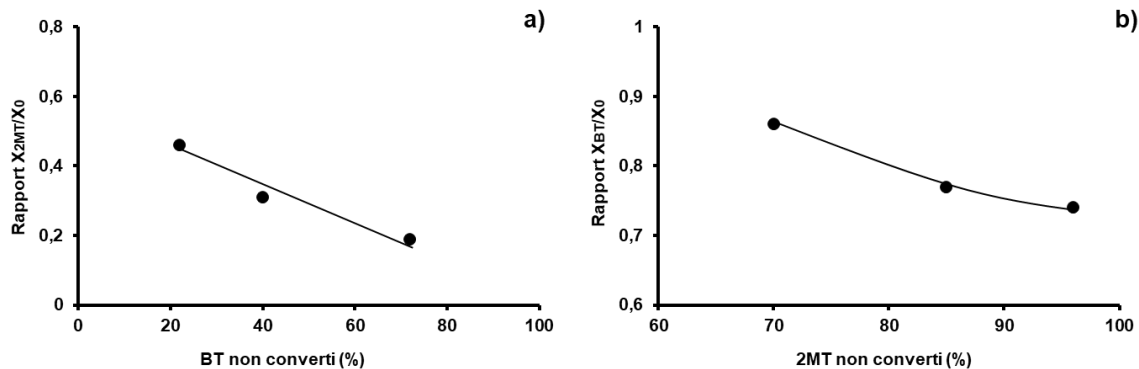 a)
Rapport X2MT/X0
0,8
0,6
0,4
0,2
0
0 20 40 60 80 100
BT non converti (%)
b)
Rapport XBT/X0
1
0,9
0,8
0,7
0,6
60 70 80 90 100
2MT non converti (%)